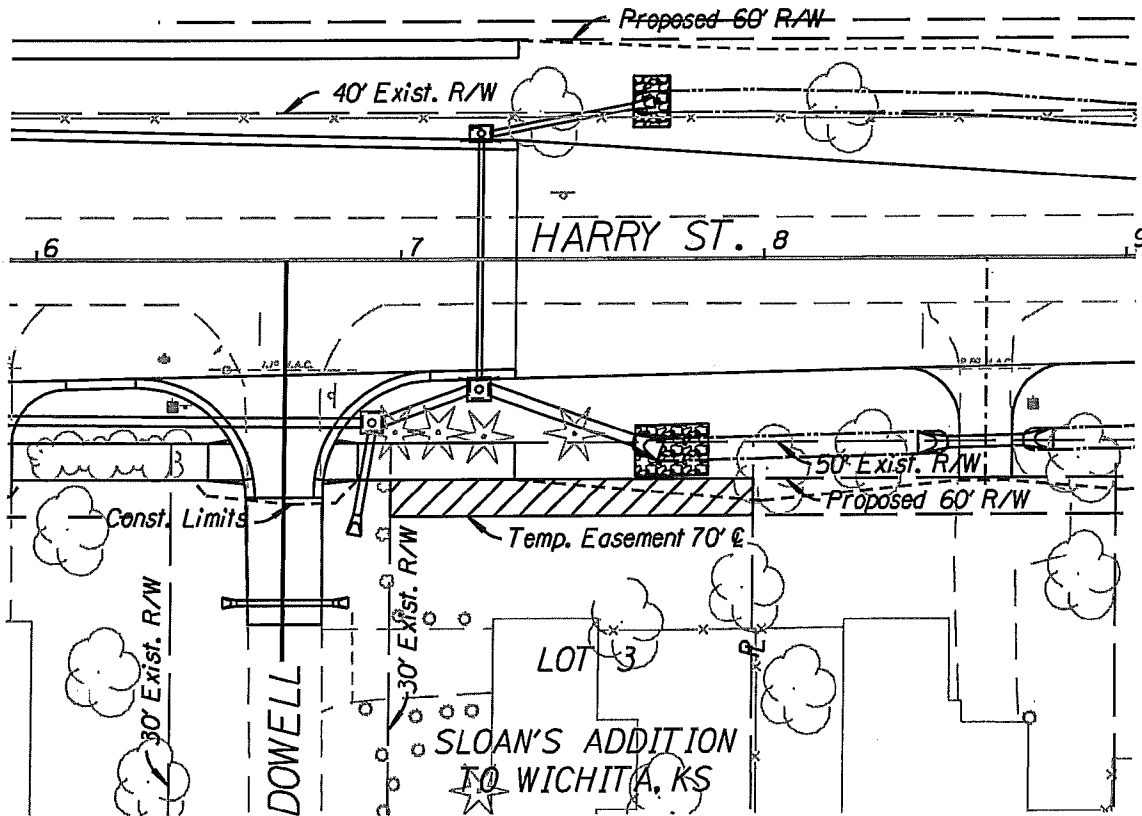 Proposed 60' R/W
40' Exist. R/W
6
7
HARRY ST.
8
9
50' Exist. R/W
Proposed 60' R/W
Const. Limits
Temp. Easement 70' ℄
30' Exist. R/W
30' Exist. R/W
DOWELL
LOT 3
SLOAN'S ADDITION
TO WICHITA, KS